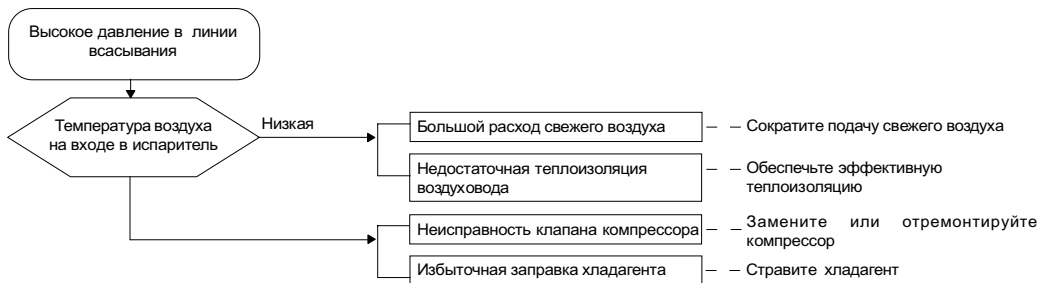 Высокое давление в линии
всасывания
Температура воздуха
на входе в испаритель
Низкая
Большой расход свежего воздуха
Сократите подачу свежего воздуха
Недостаточная теплоизоляция
воздуховода
Обеспечьте эффективную
теплоизоляцию
Неисправность клапана компрессора
Замените или отремонтируйте
компрессор
Избыточная заправка хладагента
Стравите хладагент